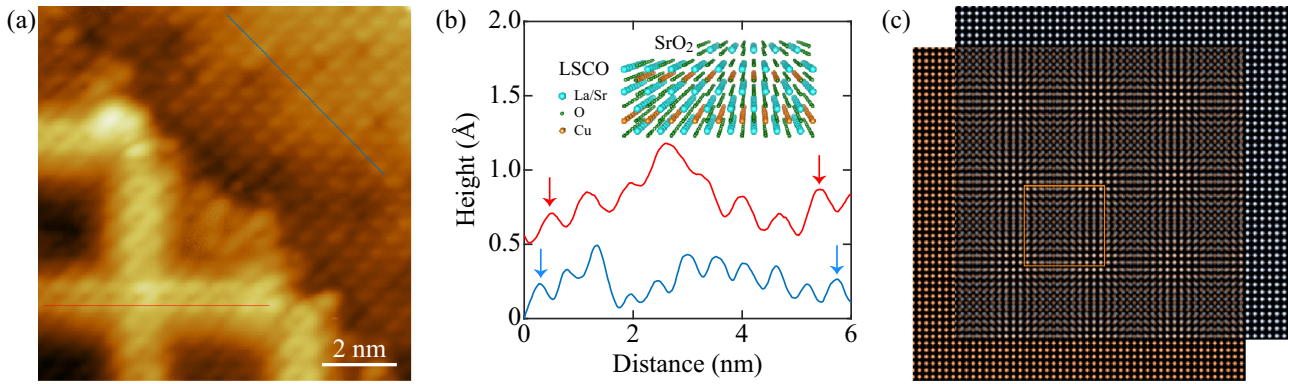 (a)
2 nm
(b)
Height (Å)
2.0
1.5
1.0
0.5
0
0
2
4
6
Distance (nm)
SrO₂
LSCO
La/Sr
O
Cu
(c)